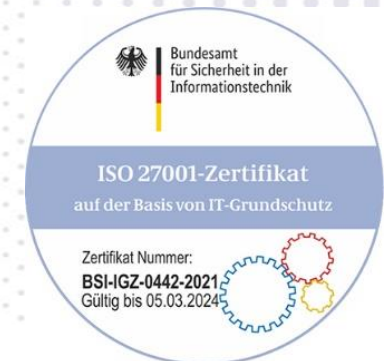 Bundesamt
für Sicherheit in der
Informationstechnik
ISO 27001-Zertifikat
auf der Basis von IT-Grundschutz
Zertifikat Nummer:
BSI-IGZ-0442-2021
Gültig bis 05.03.2024